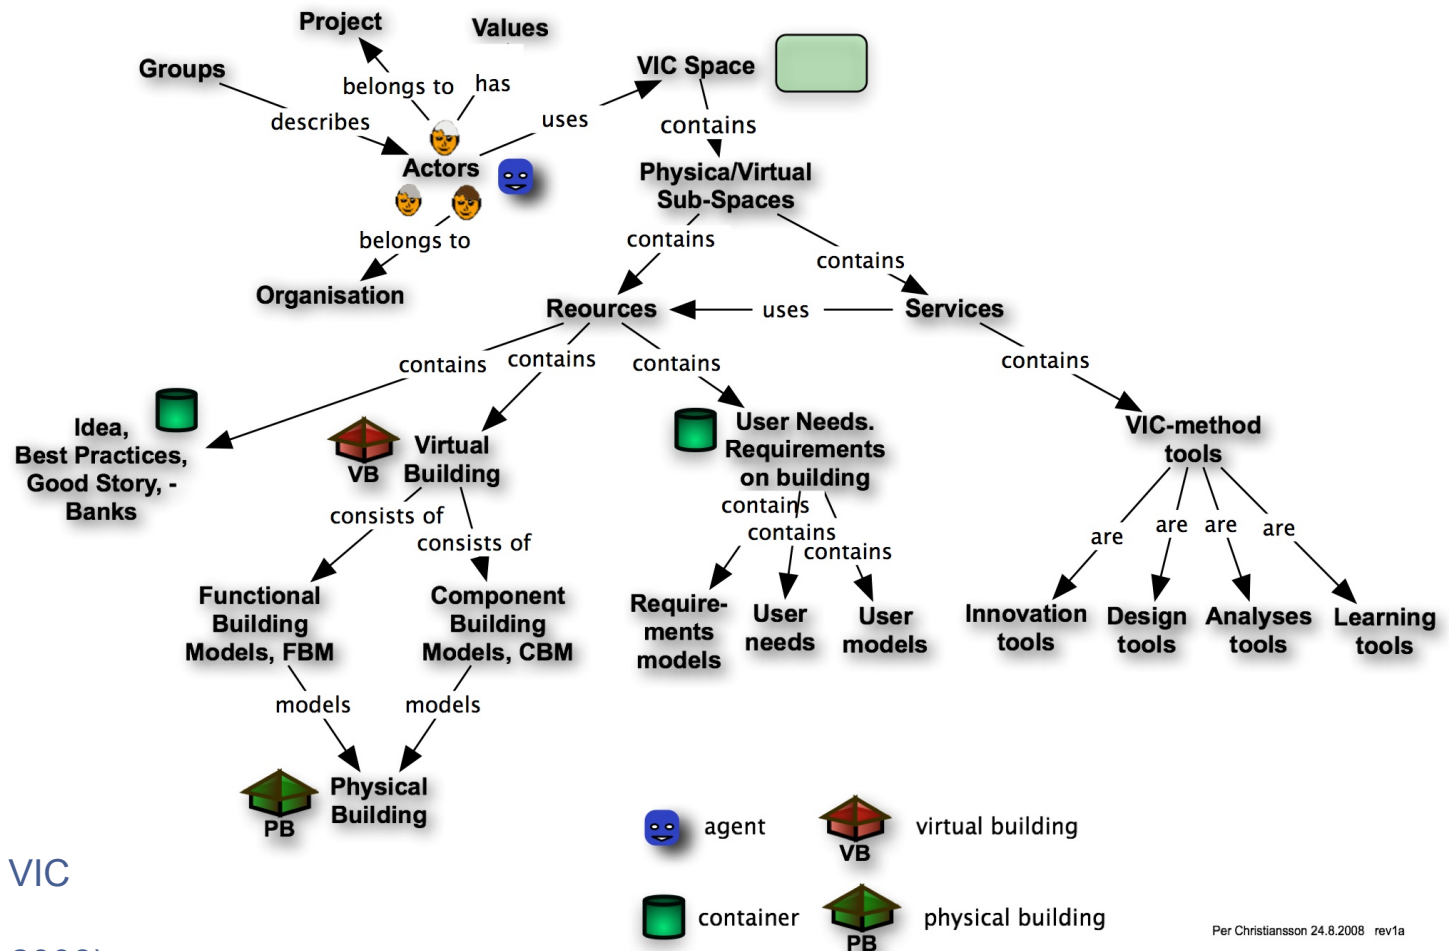 Project
Values
Groups
belongs to
has
VIC Space
describes
uses
contains
Actors
Physica/Virtual
Sub-Spaces
belongs to
contains
contains
Organisation
Reources
uses
Services
contains
contains
contains
contains
Idea,
Best Practices,
Good Story, -
Banks
VB
Virtual
Building
User Needs.
Requirements
on building
VIC-method
tools
consists of
consists of
contains
contains
contains
are
are
are
are
Functional
Building
Models, FBM
Component
Building
Models, CBM
Require-
ments
models
User
needs
User
models
Innovation
tools
Design
tools
Analyses
tools
Learning
tools
models
models
PB
Physical
Building
agent
VB
virtual building
VIC
container
PB
physical building
Per Christiansson 24.8.2008 rev1a